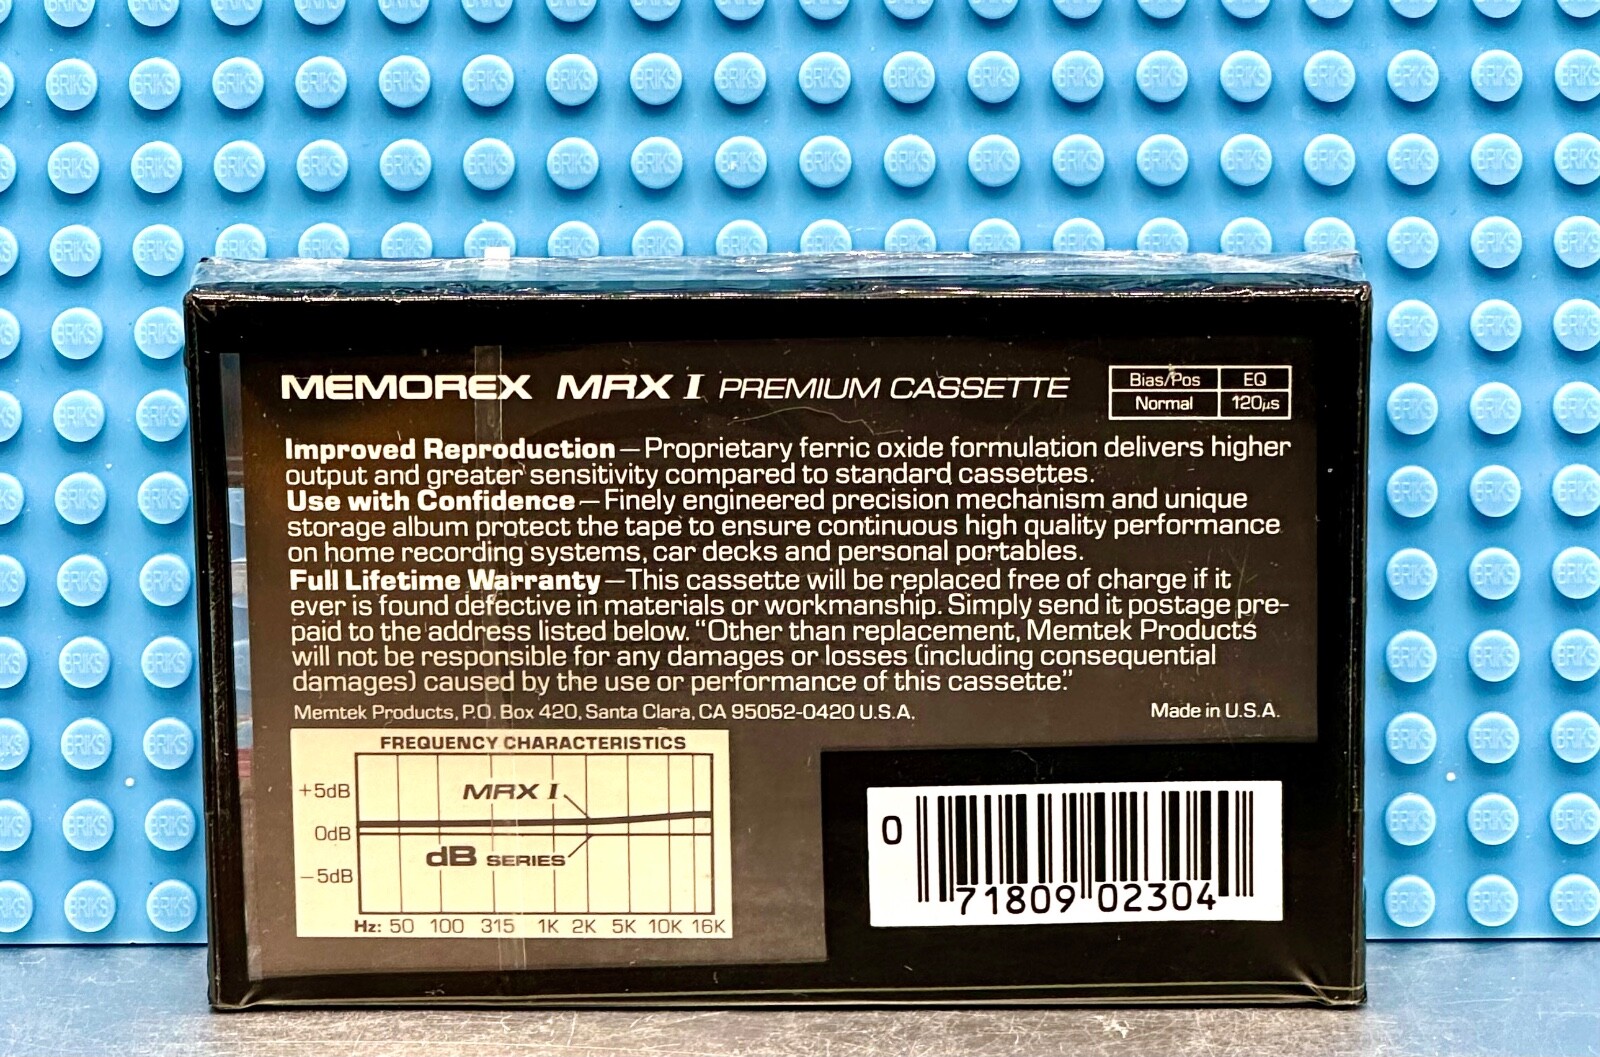 BRIKS
MEMOREX MRX I PREMIUM CASSETTE
Bias/Pos EQ
Normal 120µs
Improved Reproduction—Proprietary ferric oxide formulation delivers higher
output and greater sensitivity compared to standard cassettes.
Use with Confidence—Finely engineered precision mechanism and unique
storage album protect the tape to ensure continuous high quality performance
on home recording systems, car decks and personal portables.
Full Lifetime Warranty—This cassette will be replaced free of charge if it
ever is found defective in materials or workmanship. Simply send it postage pre-
paid to the address listed below. “Other than replacement, Memtek Products
will not be responsible for any damages or losses (including consequential
damages) caused by the use or performance of this cassette.”
Memtek Products, P.O. Box 420, Santa Clara, CA 95052-0420 U.S.A. Made in U.S.A.
FREQUENCY CHARACTERISTICS
+5dB
MRX I
0dB
dB SERIES
−5dB
Hz: 50 100 315 1K 2K 5K 10K 16K
0 71809 02304